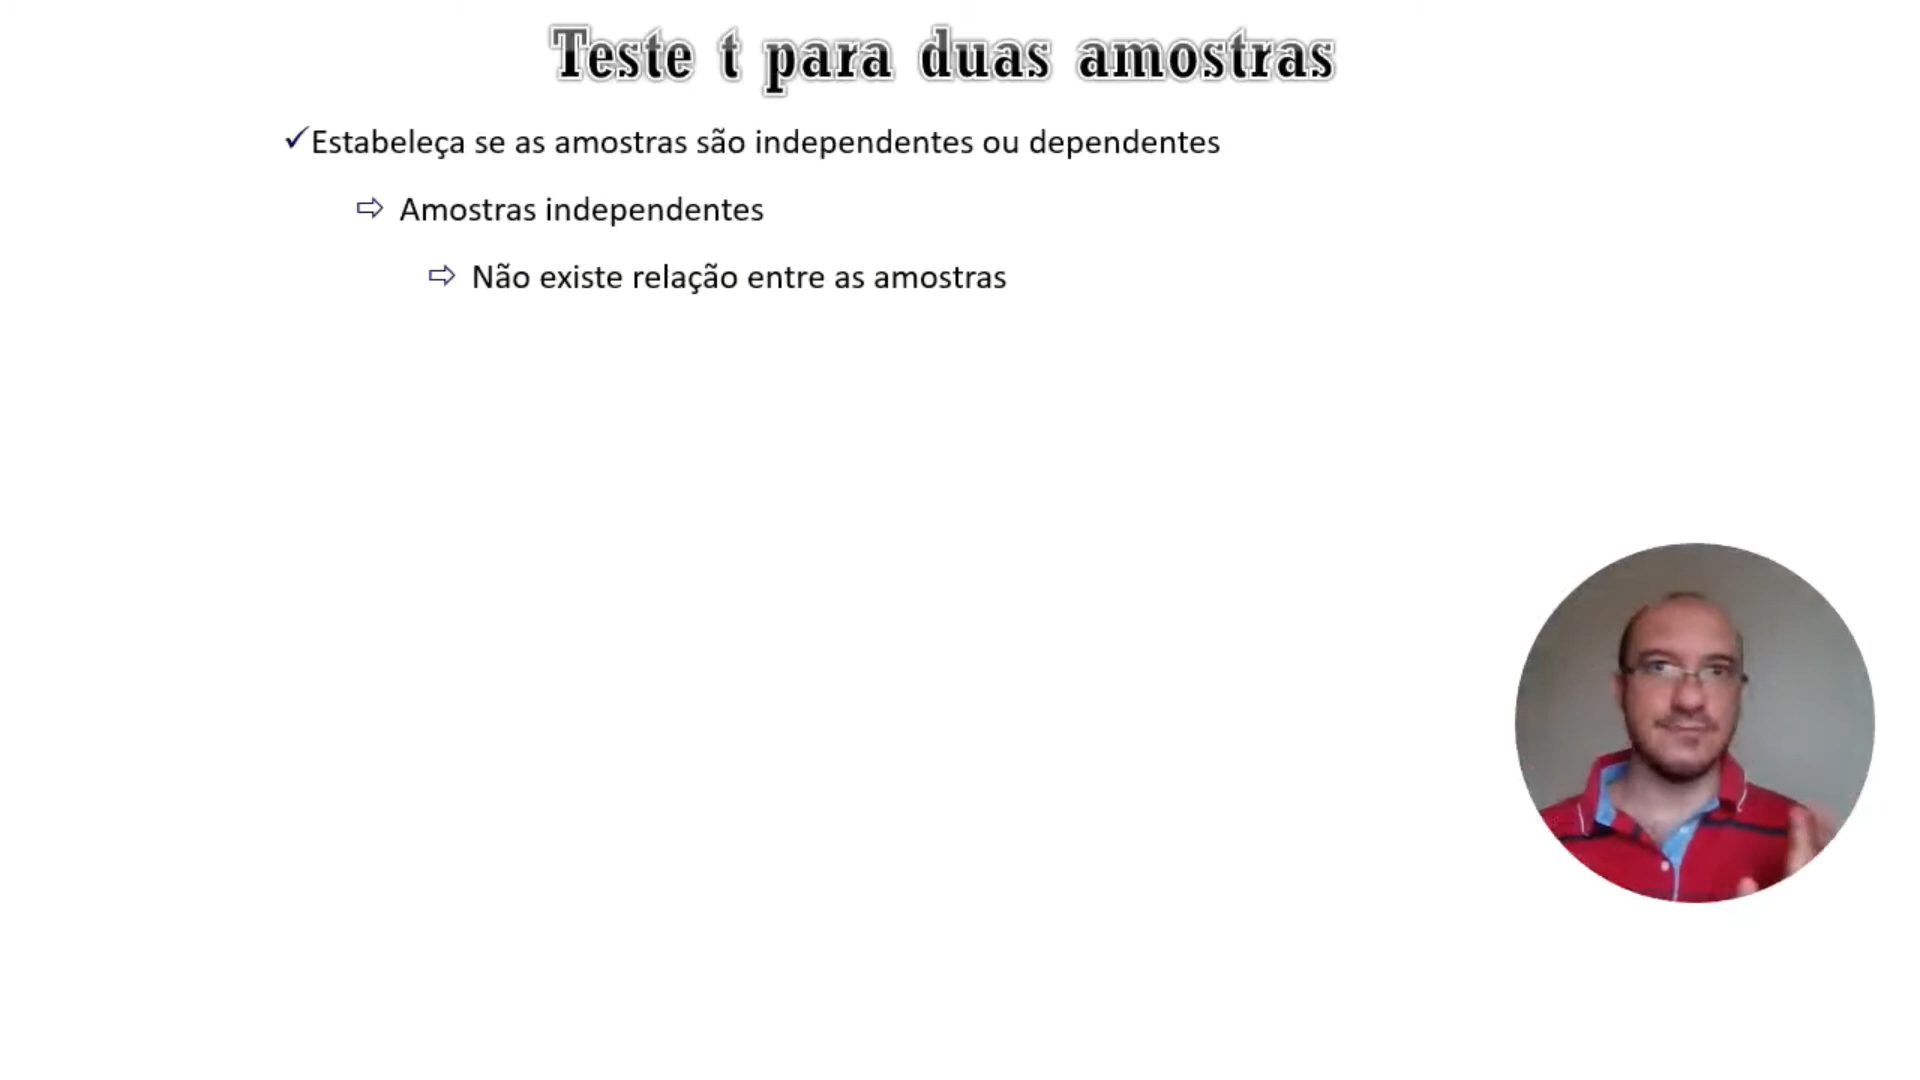 Teste t para duas amostras
✓Estabeleça se as amostras são independentes ou dependentes
⇨ Amostras independentes
⇨ Não existe relação entre as amostras